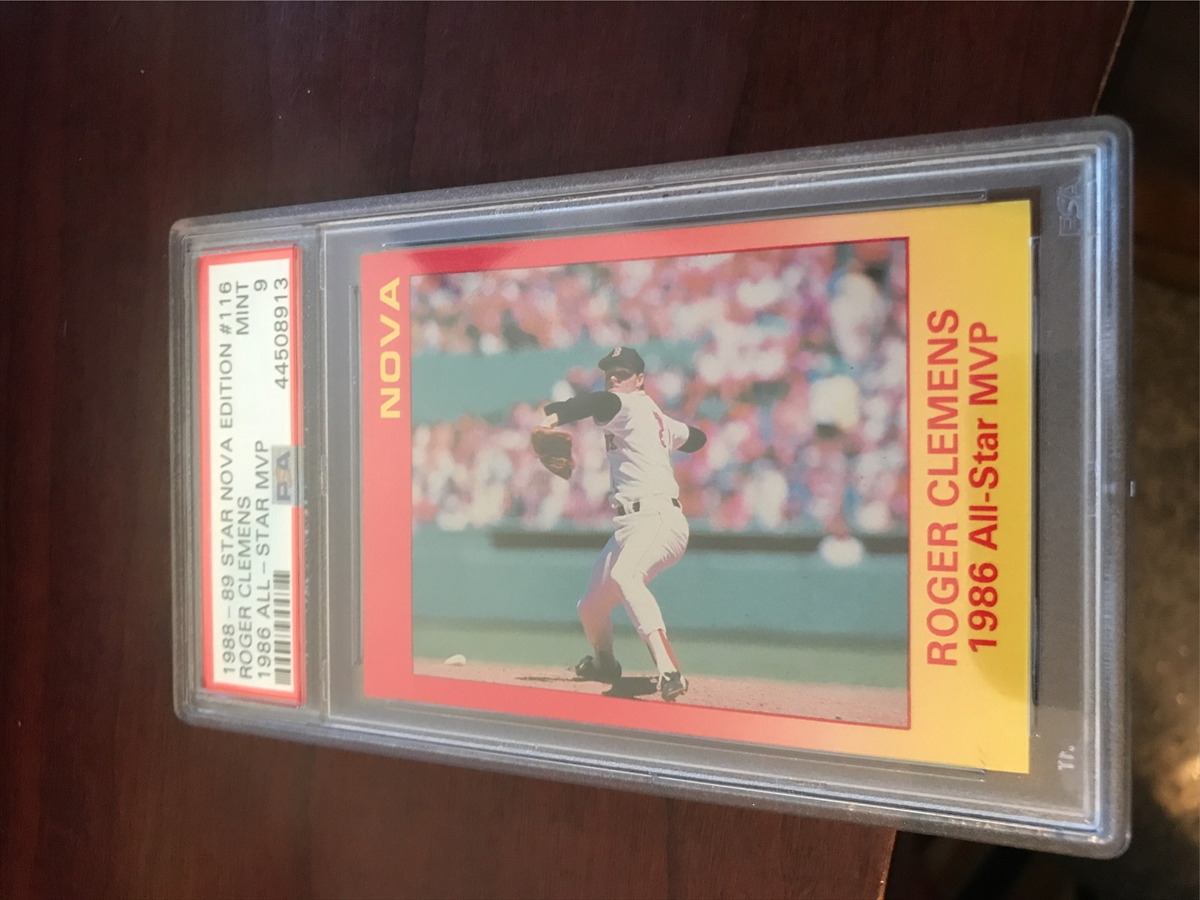 1988-89 STAR NOVA EDITION #116
ROGER CLEMENS MINT
1986 ALL-STAR MVP 9
44508913
PSA
NOVA
ROGER CLEMENS
1986 All-Star MVP